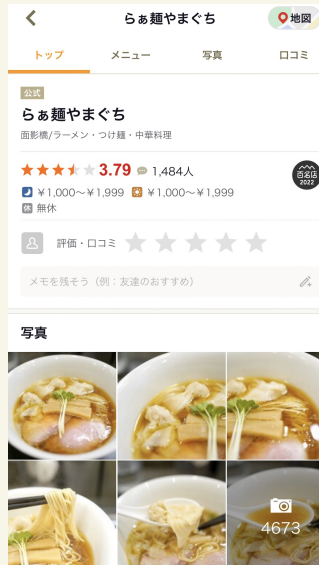 らぁ麺やまぐち
地図
トップ メニュー 写真 口コミ
公式
らぁ麺やまぐち
面影橋/ラーメン・つけ麺・中華料理
3.79 1,484人
百名店
2022
￥1,000～￥1,999 ￥1,000～￥1,999
休 無休
評価・口コミ
メモを残そう（例：友達のおすすめ）
写真
4673